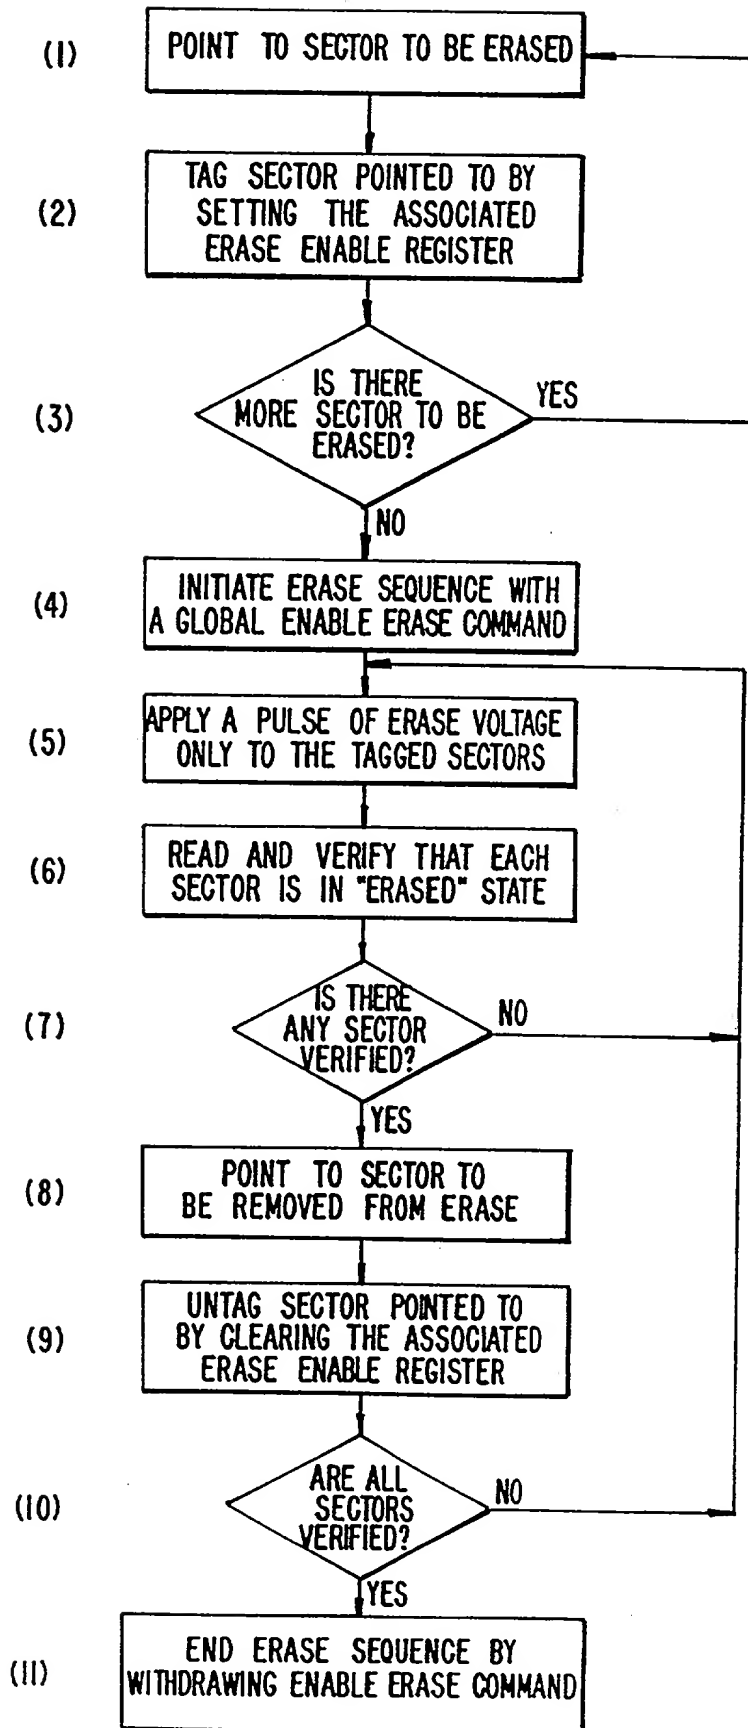 (1)
POINT TO SECTOR TO BE ERASED
(2)
TAG SECTOR POINTED TO BY
SETTING THE ASSOCIATED
ERASE ENABLE REGISTER
(3)
IS THERE
MORE SECTOR TO BE
ERASED?
YES
NO
(4)
INITIATE ERASE SEQUENCE WITH
A GLOBAL ENABLE ERASE COMMAND
(5)
APPLY A PULSE OF ERASE VOLTAGE
ONLY TO THE TAGGED SECTORS
(6)
READ AND VERIFY THAT EACH
SECTOR IS IN "ERASED" STATE
(7)
IS THERE
ANY SECTOR
VERIFIED?
NO
YES
(8)
POINT TO SECTOR TO
BE REMOVED FROM ERASE
(9)
UNTAG SECTOR POINTED TO
BY CLEARING THE ASSOCIATED
ERASE ENABLE REGISTER
(10)
ARE ALL
SECTORS
VERIFIED?
NO
YES
(11)
END ERASE SEQUENCE BY
WITHDRAWING ENABLE ERASE COMMAND